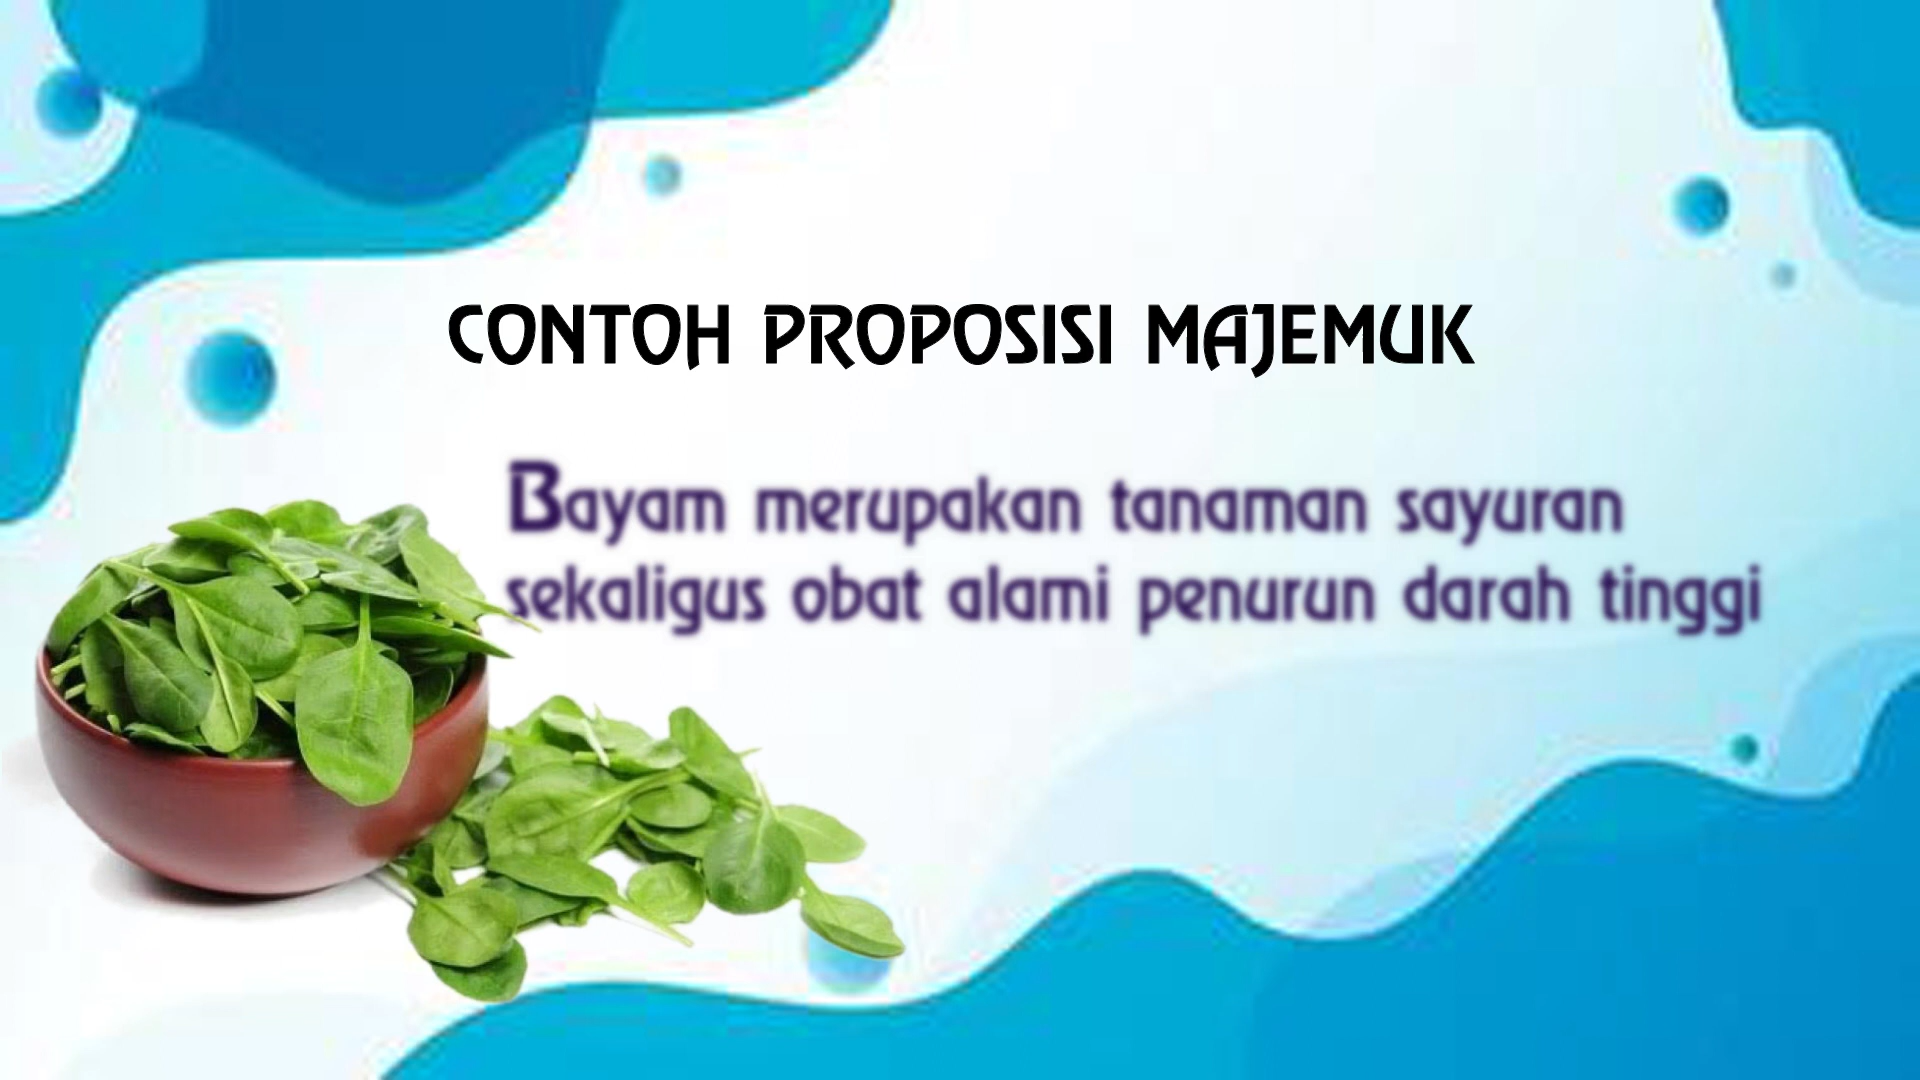 CONTOH PROPOSISI MAJEMUK
Bayam merupakan tanaman sayuran
sekaligus obat alami penurun darah tinggi